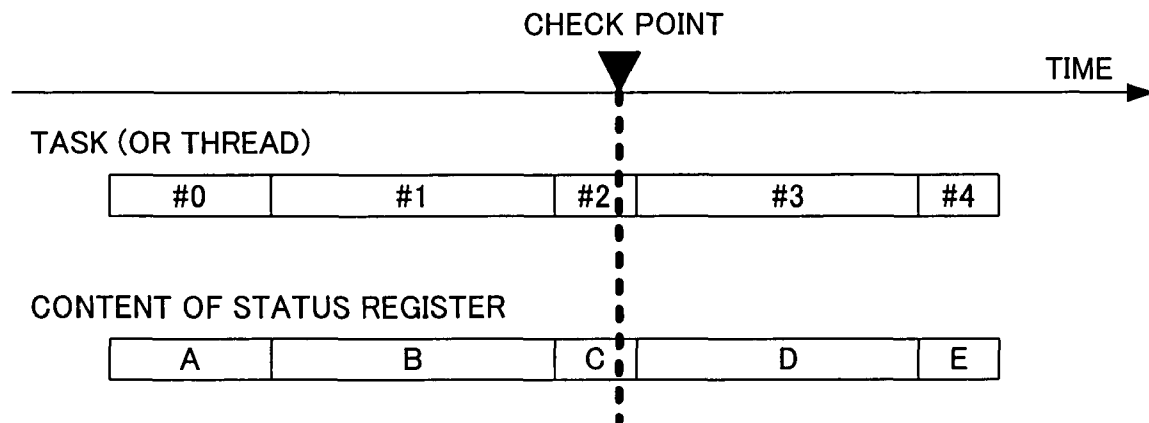 CHECK POINT
TIME
TASK (OR THREAD)
#0 #1 #2 #3 #4
CONTENT OF STATUS REGISTER
A B C D E